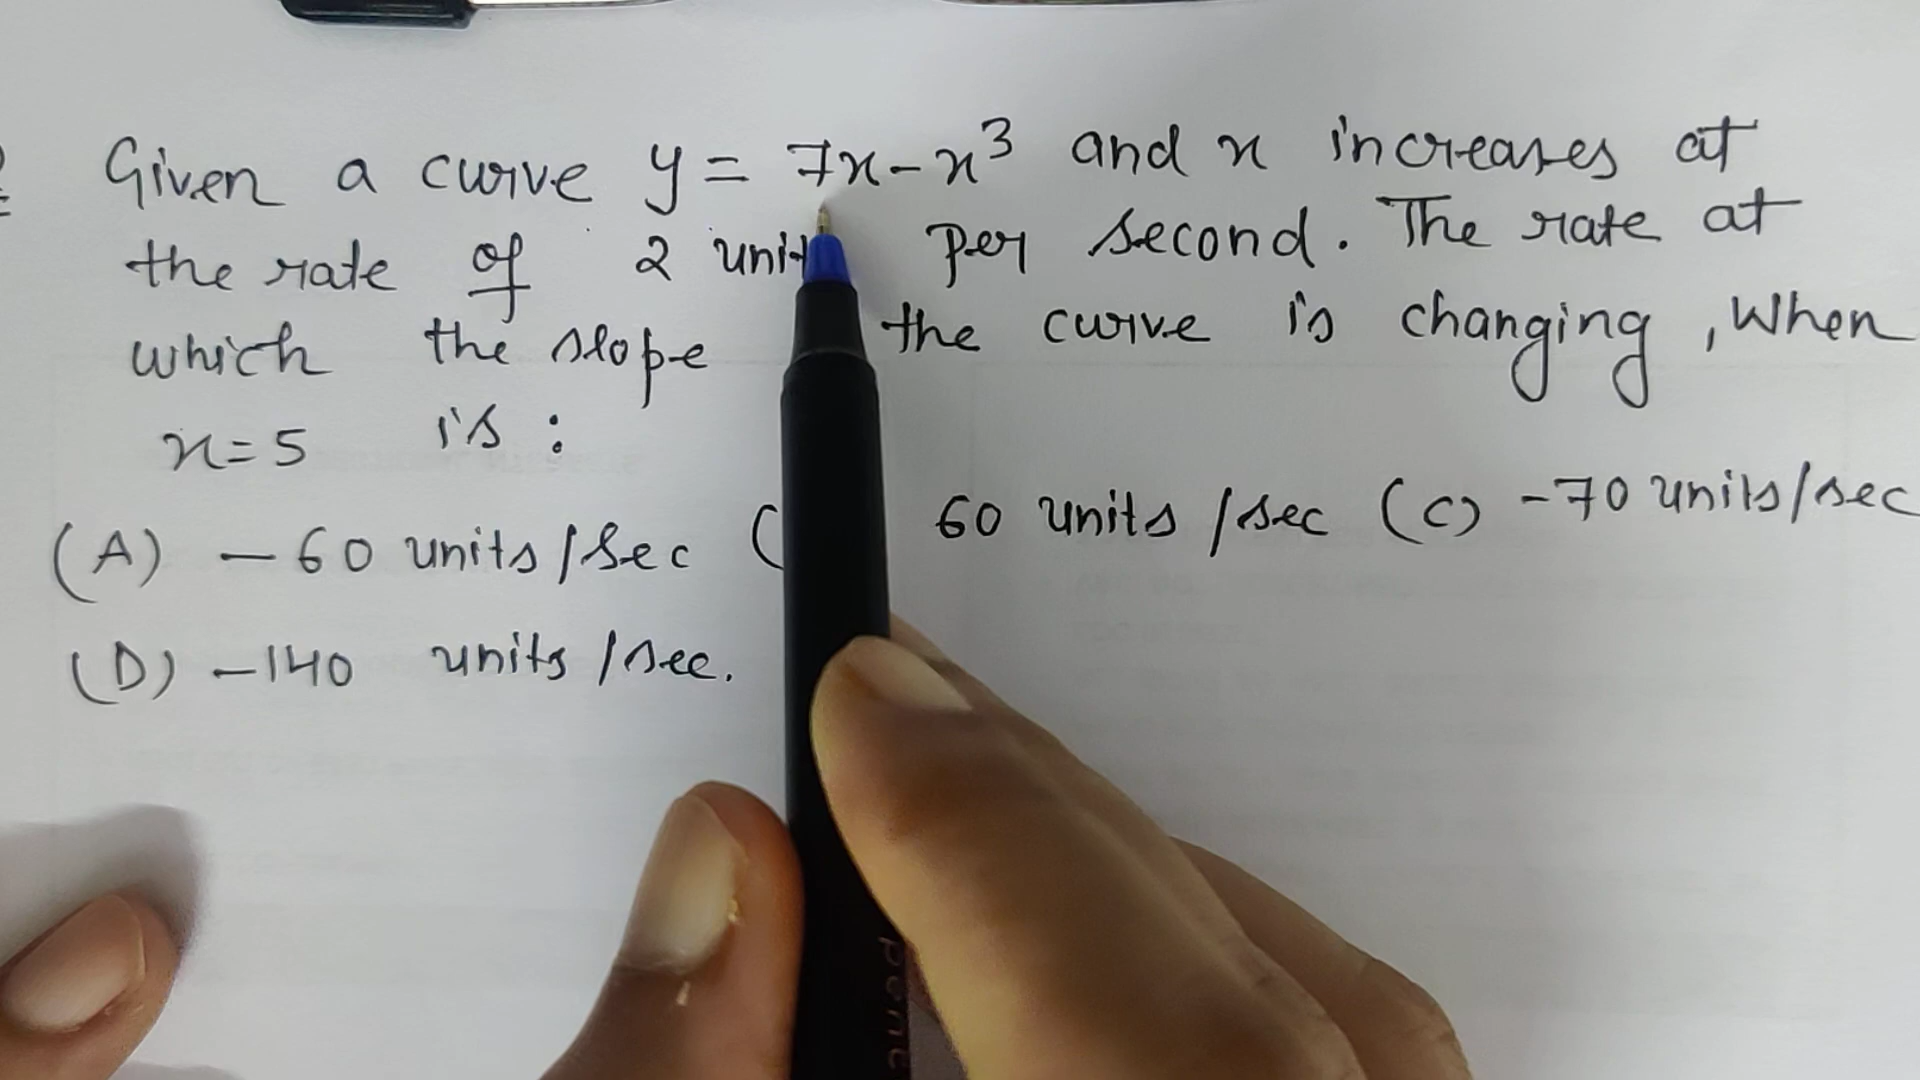 Given a curve y = 7x - x³ and x increases at
the rate of 2 unit per second. The rate at
which the slope the curve is changing, when
x=5 is :
(A) - 60 units/sec ( 60 units/sec (C) -70 units/sec
(D) -140 units/sec.